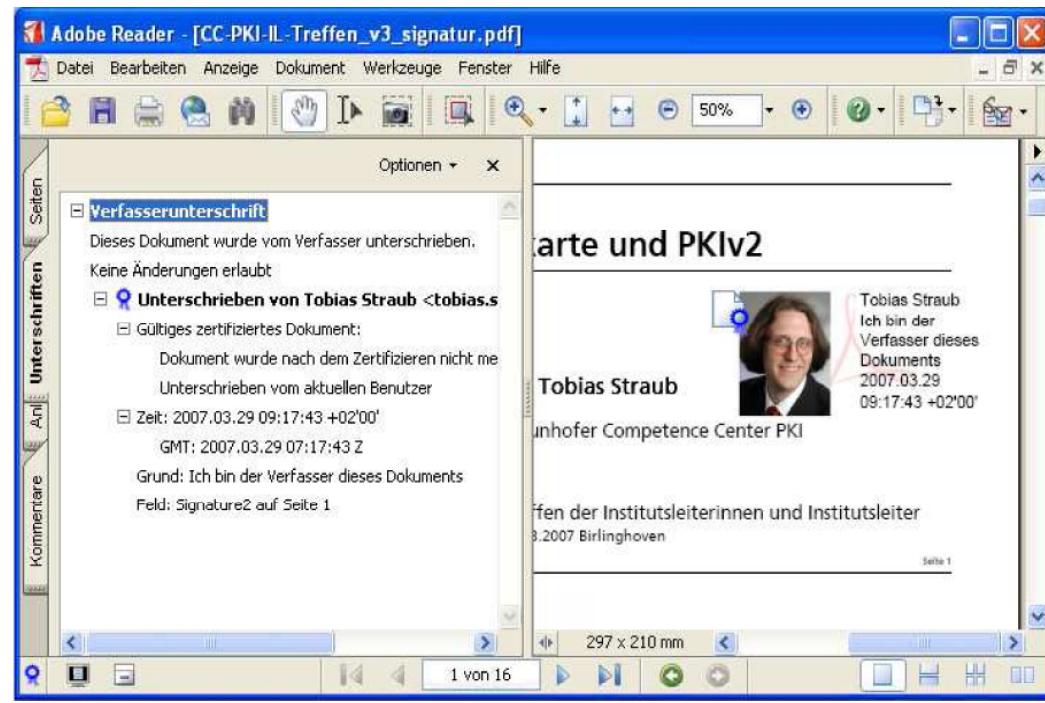 Adobe Reader - [CC-PKI-IL-Treffen_v3_signatur.pdf]
Datei Bearbeiten Anzeige Dokument Werkzeuge Fenster Hilfe
50%
Optionen
Seiten
Unterschriften
Anl
Kommentare
Verfasserunterschrift
Dieses Dokument wurde vom Verfasser unterschrieben.
Keine Änderungen erlaubt
Unterschrieben von Tobias Straub <tobias.s
Gültiges zertifiziertes Dokument:
Dokument wurde nach dem Zertifizieren nicht me
Unterschrieben vom aktuellen Benutzer
Zeit: 2007.03.29 09:17:43 +02'00'
GMT: 2007.03.29 07:17:43 Z
Grund: Ich bin der Verfasser dieses Dokuments
Feld: Signature2 auf Seite 1
karte und PKIv2
Tobias Straub
Ich bin der
Verfasser dieses
Dokuments
2007.03.29
09:17:43 +02'00'
Tobias Straub
unhofer Competence Center PKI
ffen der Institutsleiterinnen und Institutsleiter
3.2007 Birlinghoven
Seite 1
297 x 210 mm
1 von 16